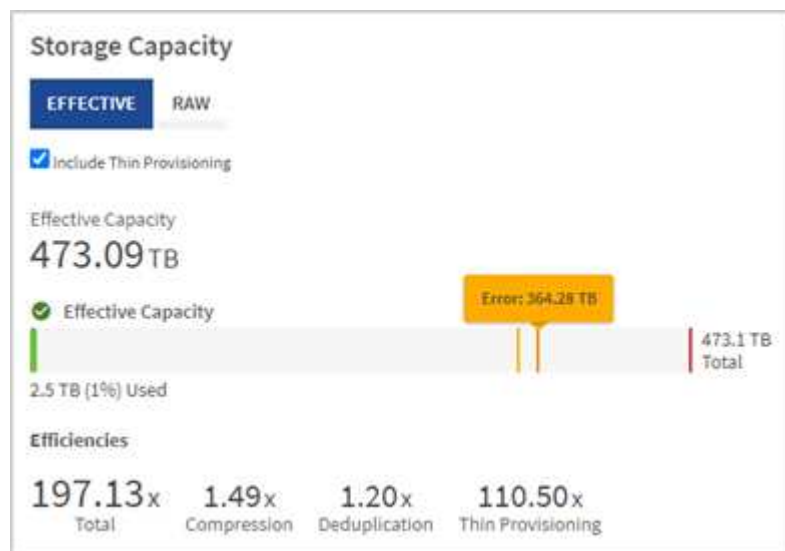 Storage Capacity
EFFECTIVE RAW
Include Thin Provisioning
Effective Capacity
473.09 TB
Error: 364.28 TB
Effective Capacity
473.1 TB
Total
2.5 TB (1%) Used
Efficiencies
197.13x 1.49x 1.20x 110.50x
Total Compression Deduplication Thin Provisioning